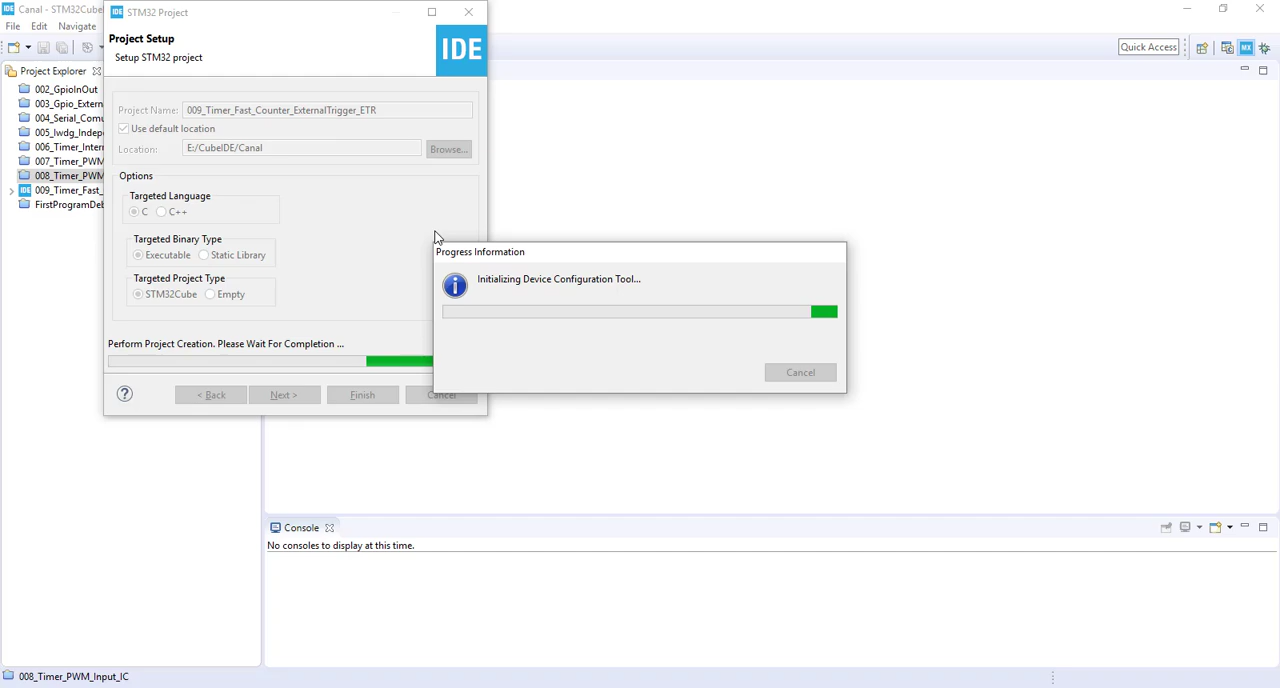 IDE Canal - STM32Cube
File Edit Navigate
Quick Access
MX
Project Explorer
002_GpioInOut
003_Gpio_Extern
004_Serial_Comu
005_Iwdg_Indep
006_Timer_Inter
007_Timer_PWM
008_Timer_PWM
IDE 009_Timer_Fast_
FirstProgramDeb
IDE STM32 Project
Project Setup
Setup STM32 project
IDE
Project Name: 009_Timer_Fast_Counter_ExternalTrigger_ETR
Use default location
Location: E:/CubeIDE/Canal Browse...
Options
Targeted Language
C C++
Targeted Binary Type
Executable Static Library
Targeted Project Type
STM32Cube Empty
Perform Project Creation. Please Wait For Completion ...
? < Back Next > Finish Cancel
Progress Information
i Initializing Device Configuration Tool...
Cancel
Console
No consoles to display at this time.
008_Timer_PWM_Input_IC